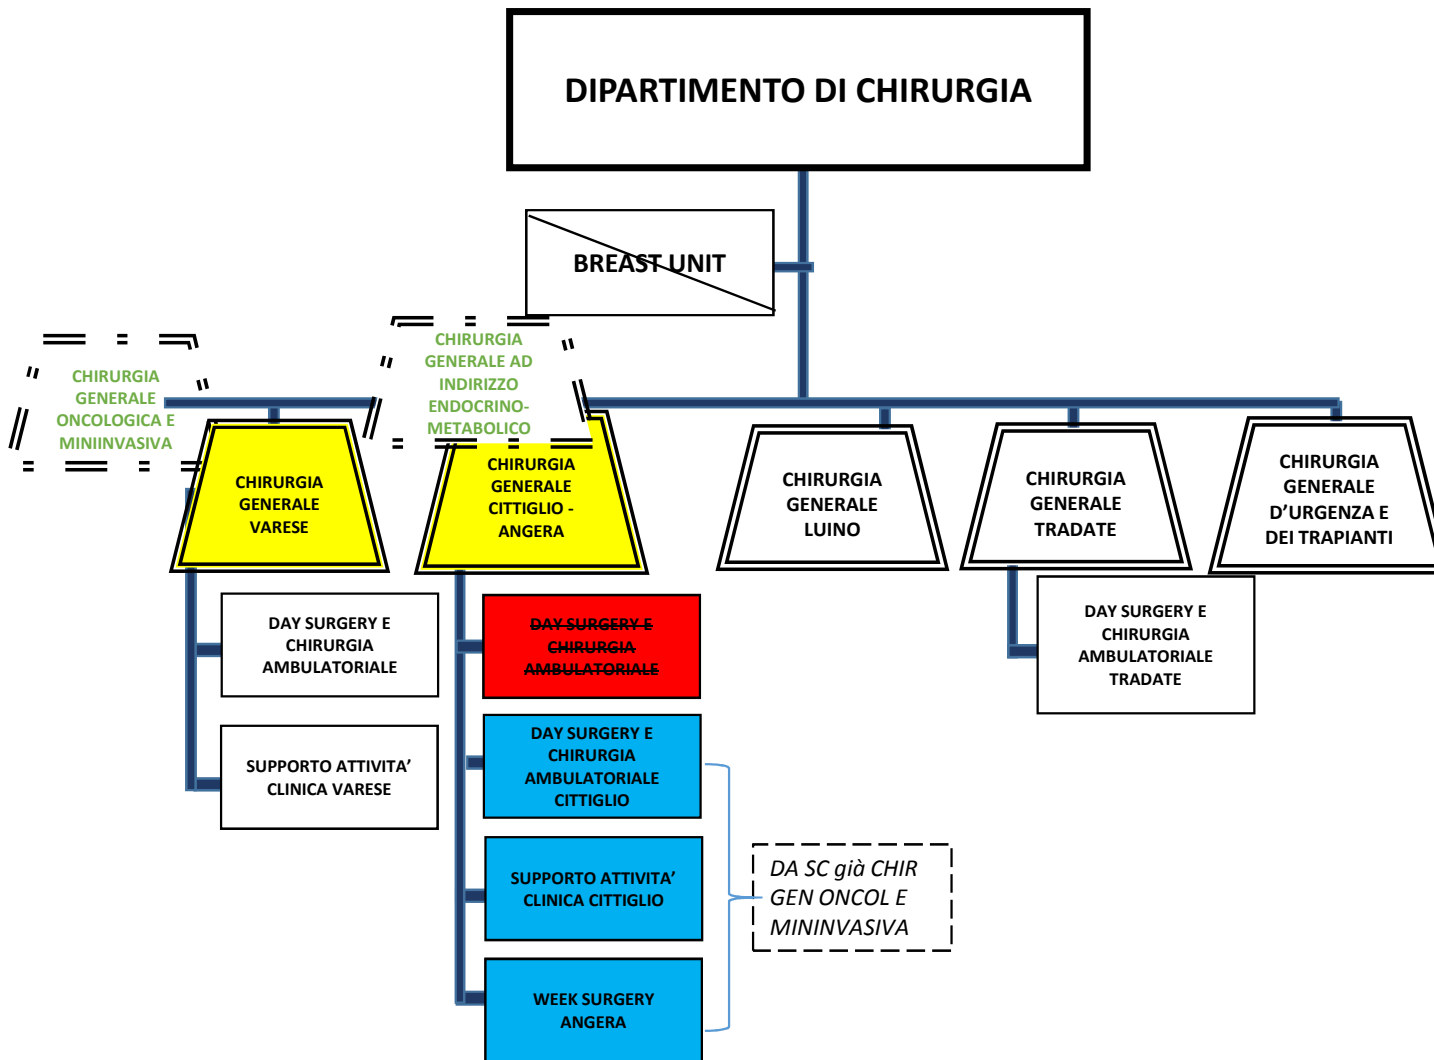 DIPARTIMENTO DI CHIRURGIA
BREAST UNIT
CHIRURGIA
GENERALE
ONCOLOGICA E
MINIINVASIVA
CHIRURGIA
GENERALE AD
INDIRIZZO
ENDOCRINO-
METABOLICO
CHIRURGIA
GENERALE
VARESE
CHIRURGIA
GENERALE
CITTIGLIO -
ANGERA
CHIRURGIA
GENERALE
LUINO
CHIRURGIA
GENERALE
TRADATE
CHIRURGIA
GENERALE
D’URGENZA E
DEI TRAPIANTI
DAY SURGERY E
CHIRURGIA
AMBULATORIALE
SUPPORTO ATTIVITA’
CLINICA VARESE
DAY SURGERY E
CHIRURGIA
AMBULATORIALE
DAY SURGERY E
CHIRURGIA
AMBULATORIALE
CITTIGLIO
SUPPORTO ATTIVITA’
CLINICA CITTIGLIO
WEEK SURGERY
ANGERA
DA SC già CHIR
GEN ONCOL E
MININVASIVA
DAY SURGERY E
CHIRURGIA
AMBULATORIALE
TRADATE